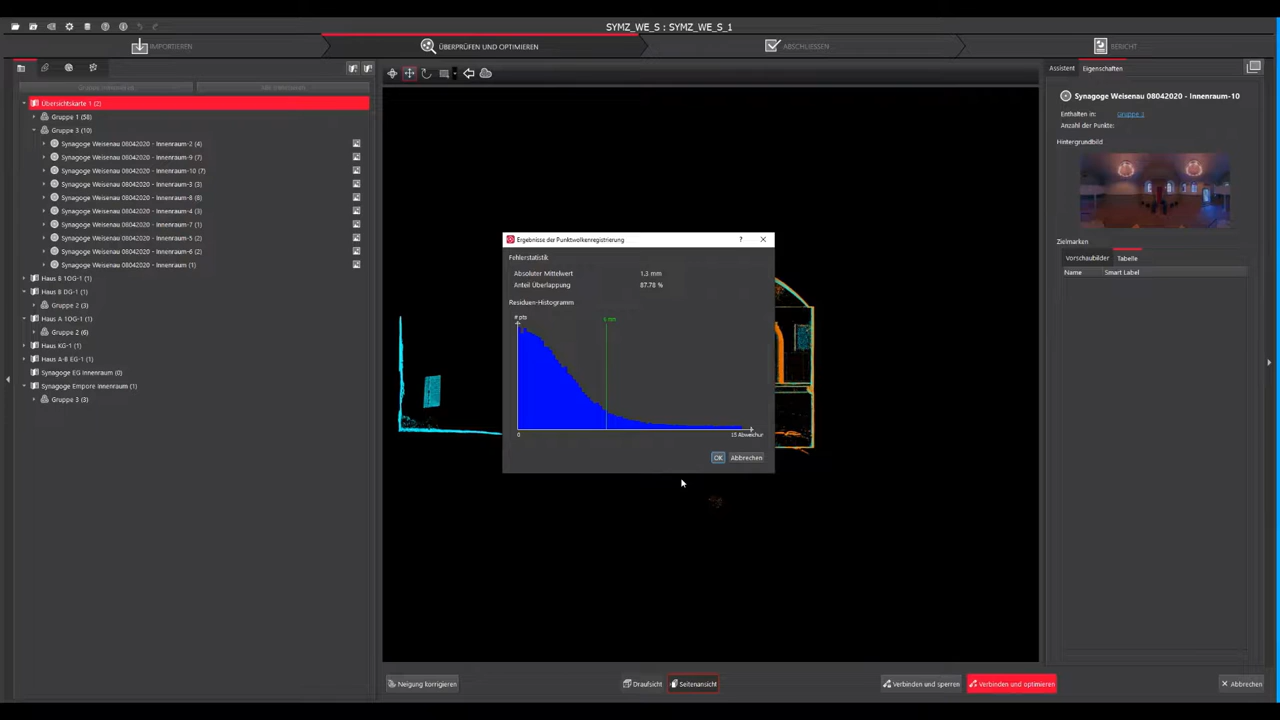 SYMZ_WE_S : SYMZ_WE_S_1
IMPORTIEREN
ÜBERPRÜFEN UND OPTIMIEREN
ABSCHLIESSEN
BERICHT
Assistent
Eigenschaften
Übersichtskarte 1 (2)
Gruppe 1 (58)
Gruppe 3 (10)
Synagoge Weisenau 08042020 - Innenraum-2 (4)
Synagoge Weisenau 08042020 - Innenraum-9 (7)
Synagoge Weisenau 08042020 - Innenraum-10 (7)
Synagoge Weisenau 08042020 - Innenraum-3 (3)
Synagoge Weisenau 08042020 - Innenraum-8 (8)
Synagoge Weisenau 08042020 - Innenraum-4 (3)
Synagoge Weisenau 08042020 - Innenraum-7 (1)
Synagoge Weisenau 08042020 - Innenraum-5 (2)
Synagoge Weisenau 08042020 - Innenraum-6 (2)
Synagoge Weisenau 08042020 - Innenraum (1)
Haus B 1OG-1 (1)
Haus B DG-1 (1)
Gruppe 2 (3)
Haus A 1OG-1 (1)
Gruppe 2 (6)
Haus KG-1 (1)
Haus A-B EG-1 (1)
Synagoge EG Innenraum (0)
Synagoge Empore Innenraum (1)
Gruppe 3 (3)
Ergebnisse der Punktwolkenregistrierung
Fehlerstatistik
Absoluter Mittelwert 1.3 mm
Anteil Überlappung 87.78 %
Residuen-Histogramm
# pts
6 mm
0
15 Abweichur
OK
Abbrechen
Synagoge Weisenau 08042020 - Innenraum-10
Enthalten in: Gruppe 3
Anzahl der Punkte:
Hintergrundbild
Zielmarken
Vorschaubilder
Tabelle
Name
Smart Label
Neigung korrigieren
Draufsicht
Seitenansicht
Verbinden und sperren
Verbinden und optimieren
Abbrechen